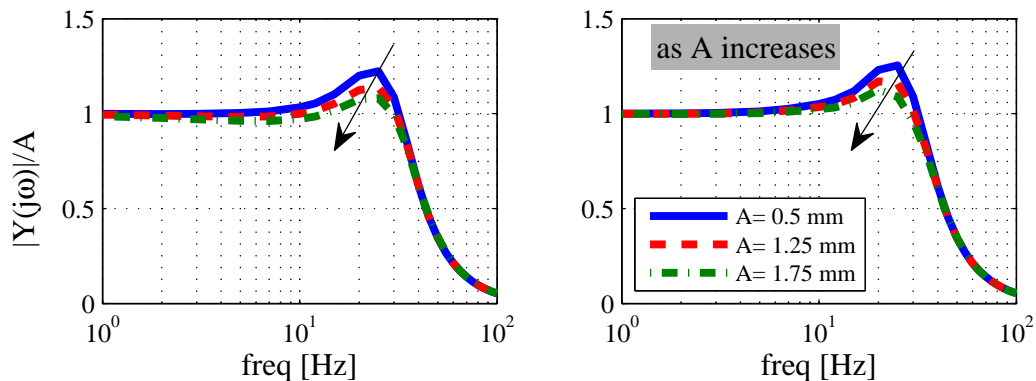 1.5
1
0.5
0
10^0
10^1
10^2
|Y(jω)|/A
freq [Hz]
as A increases
1.5
1
0.5
0
10^0
10^1
10^2
freq [Hz]
A= 0.5 mm
A= 1.25 mm
A= 1.75 mm